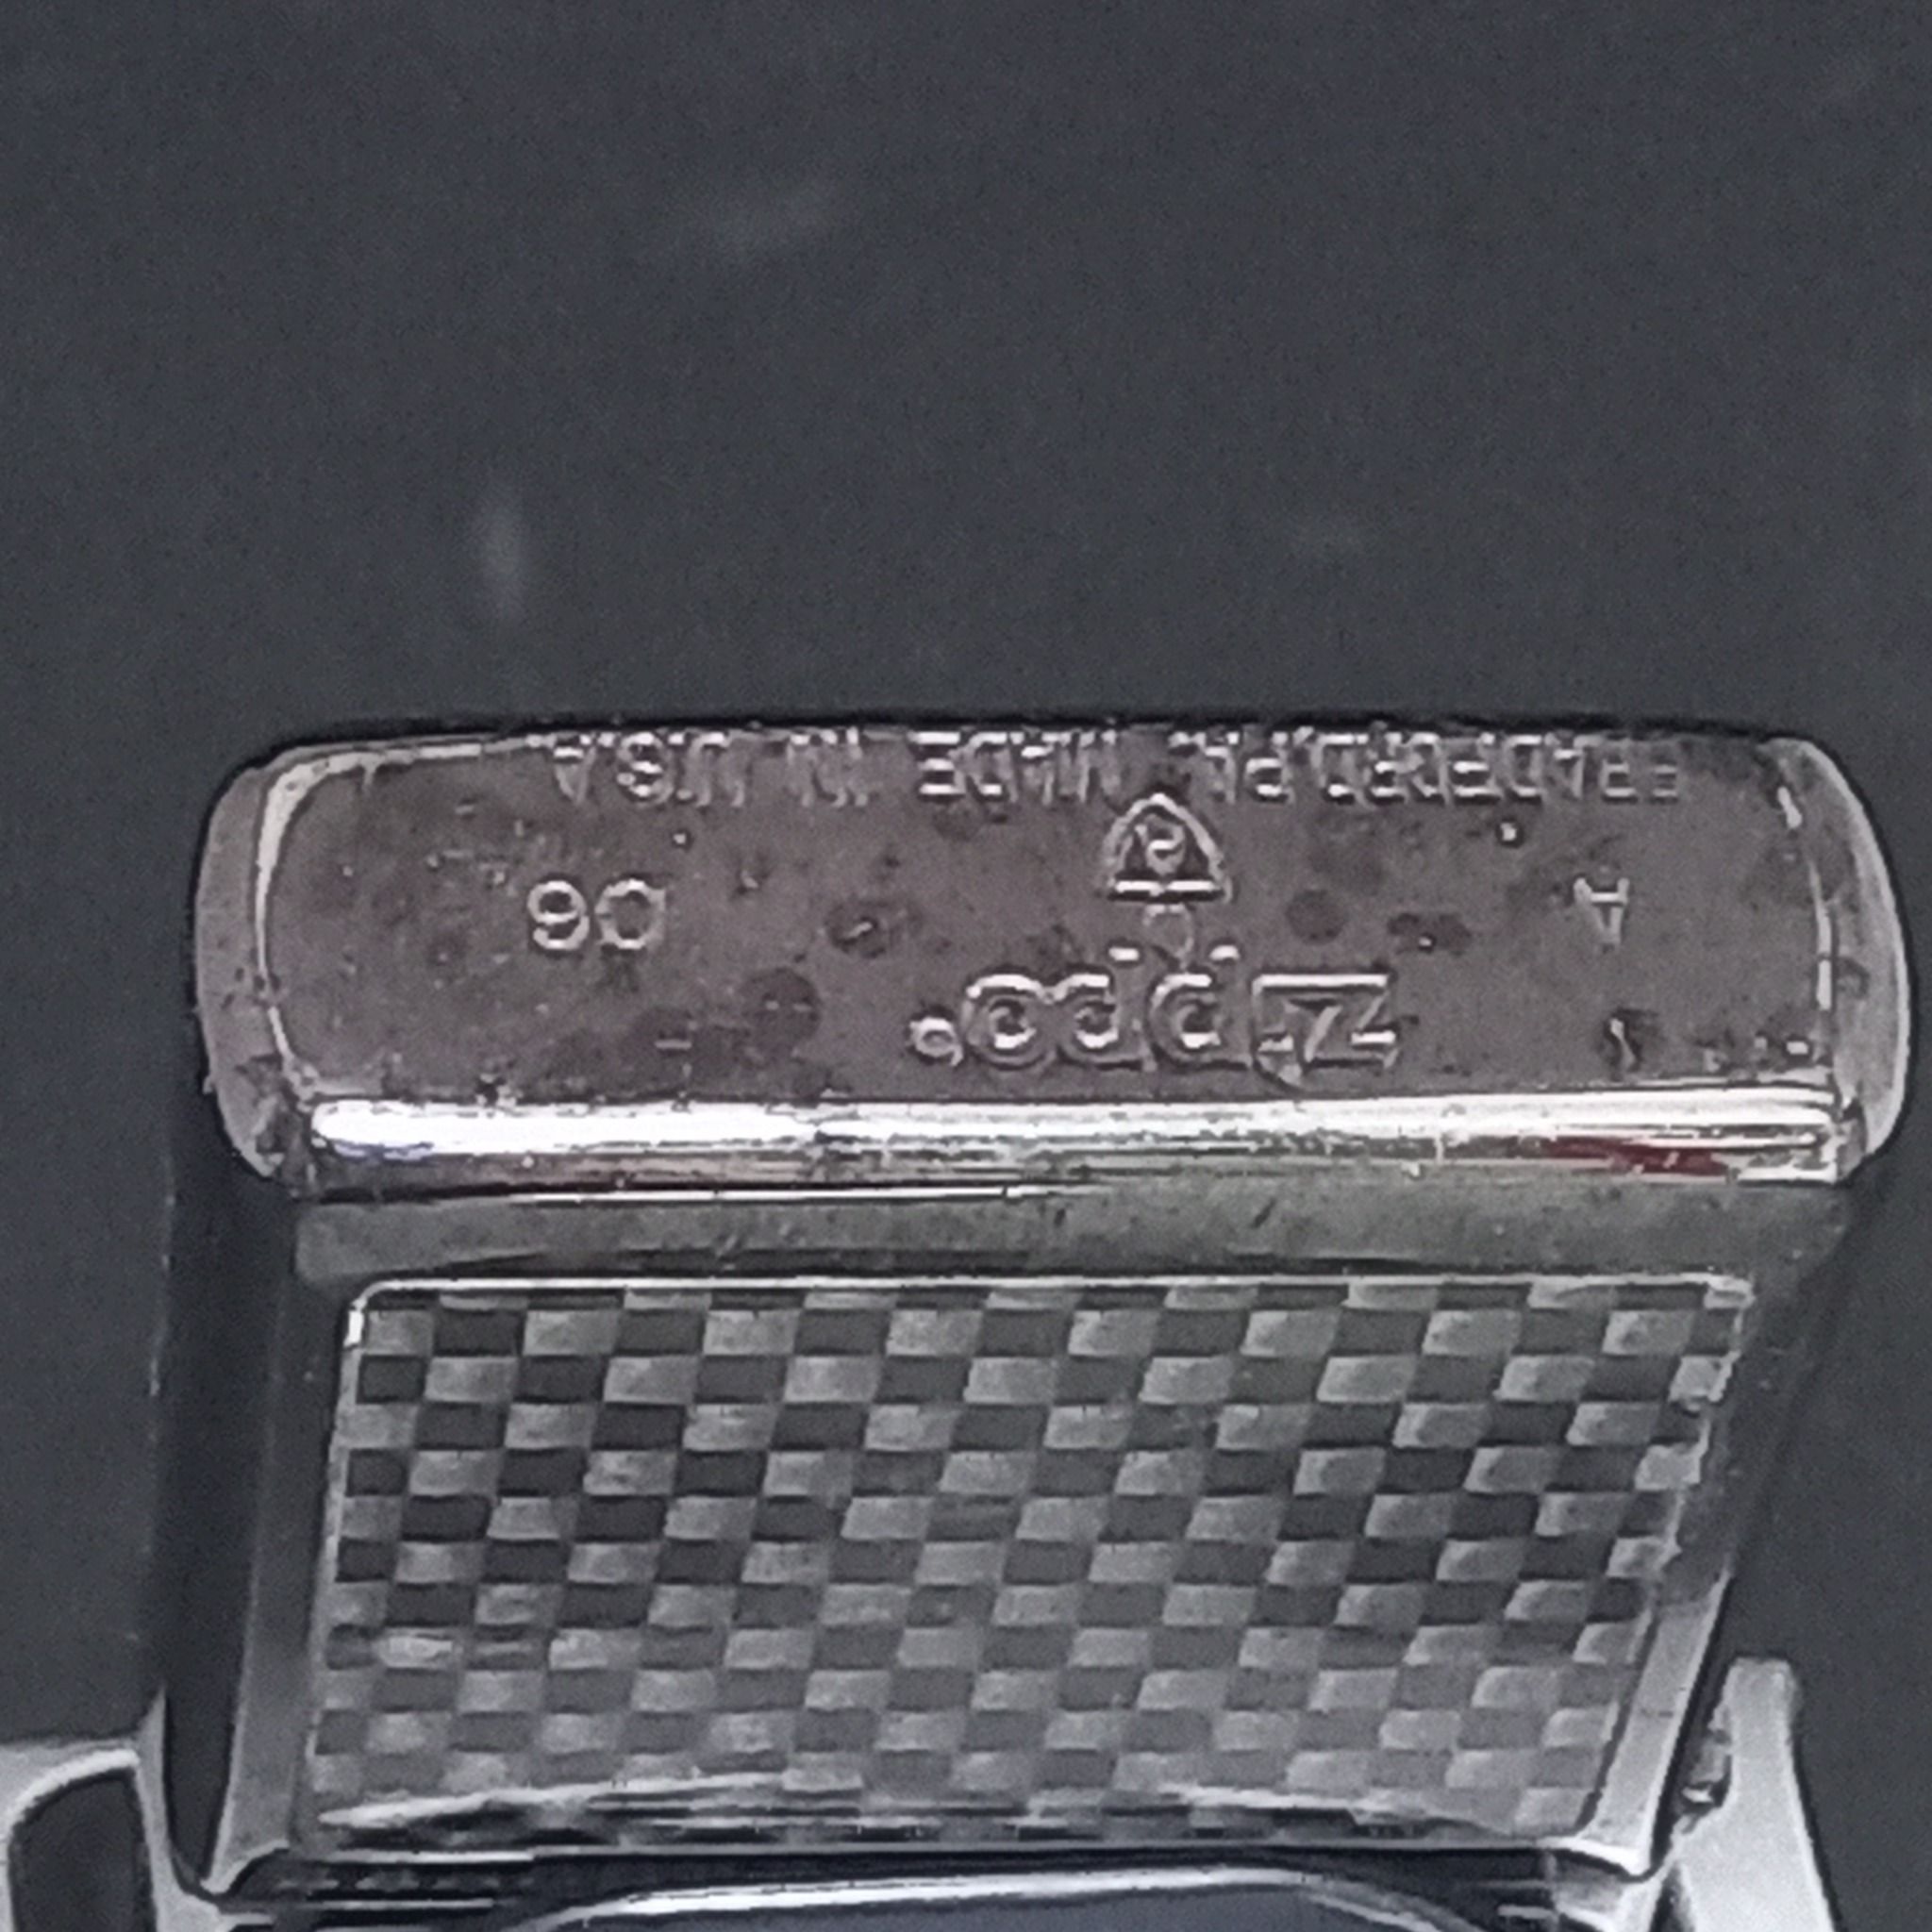 Zippo®
A 06
BRADFORD, PA. MADE IN U.S.A.